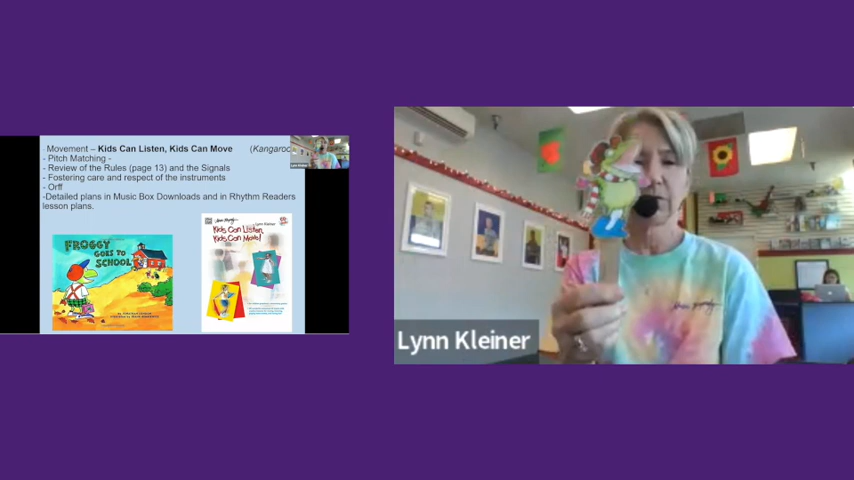 Movement – Kids Can Listen, Kids Can Move (Kangaroo
- Pitch Matching -
- Review of the Rules (page 13) and the Signals
- Fostering care and respect of the instruments
- Orff
-Detailed plans in Music Box Downloads and in Rhythm Readers
lesson plans.
FROGGY
GOES TO
SCHOOL
Lynn Kleiner
Kids Can Listen,
Kids Can Move!
Lynn Kleiner